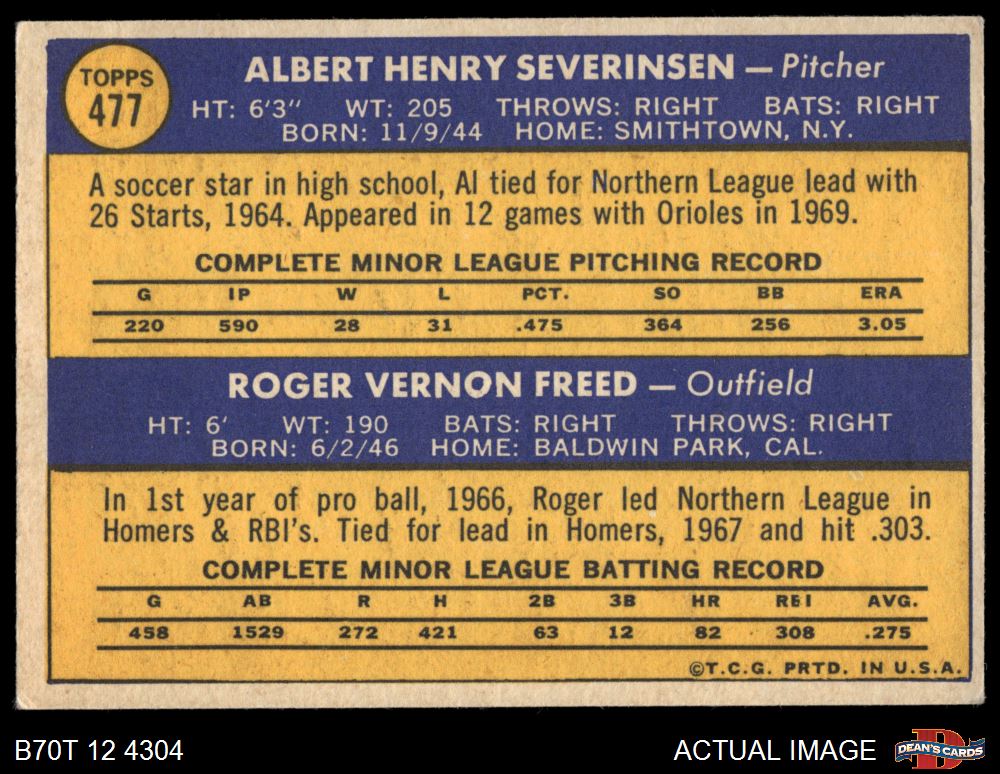 TOPPS
477
ALBERT HENRY SEVERINSEN — Pitcher
HT: 6'3" WT: 205 THROWS: RIGHT BATS: RIGHT
BORN: 11/9/44 HOME: SMITHTOWN, N.Y.
A soccer star in high school, Al tied for Northern League lead with
26 Starts, 1964. Appeared in 12 games with Orioles in 1969.
COMPLETE MINOR LEAGUE PITCHING RECORD
G IP W L PCT. SO BB ERA
220 590 28 31 .475 364 256 3.05
ROGER VERNON FREED — Outfield
HT: 6' WT: 190 BATS: RIGHT THROWS: RIGHT
BORN: 6/2/46 HOME: BALDWIN PARK, CAL.
In 1st year of pro ball, 1966, Roger led Northern League in
Homers & RBI's. Tied for lead in Homers, 1967 and hit .303.
COMPLETE MINOR LEAGUE BATTING RECORD
G AB R H 2B 3B HR RBI AVG.
458 1529 272 421 63 12 82 308 .275
©T.C.G. PRTD. IN U.S.A.
B70T 12 4304 ACTUAL IMAGE
D
DEAN'S CARDS